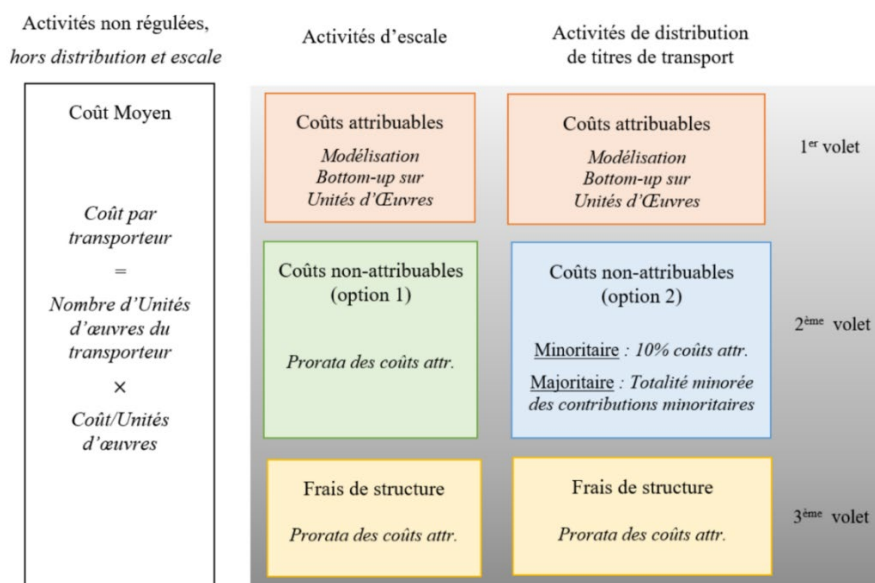 Activités non régulées,
hors distribution et escale
Coût Moyen
Coût par
transporteur
=
Nombre d'Unités
d'œuvres du
transporteur
×
Coût/Unités
d'œuvres
Activités d'escale
Coûts attribuables
Modélisation
Bottom-up sur
Unités d'Œuvres
Coûts non-attribuables
(option 1)
Prorata des coûts attr.
Frais de structure
Prorata des coûts attr.
Activités de distribution
de titres de transport
Coûts attribuables
Modélisation
Bottom-up sur
Unités d'Œuvres
Coûts non-attribuables
(option 2)
Minoritaire : 10% coûts attr.
Majoritaire : Totalité minorée
des contributions minoritaires
Frais de structure
Prorata des coûts attr.
1er volet
2ème volet
3ème volet